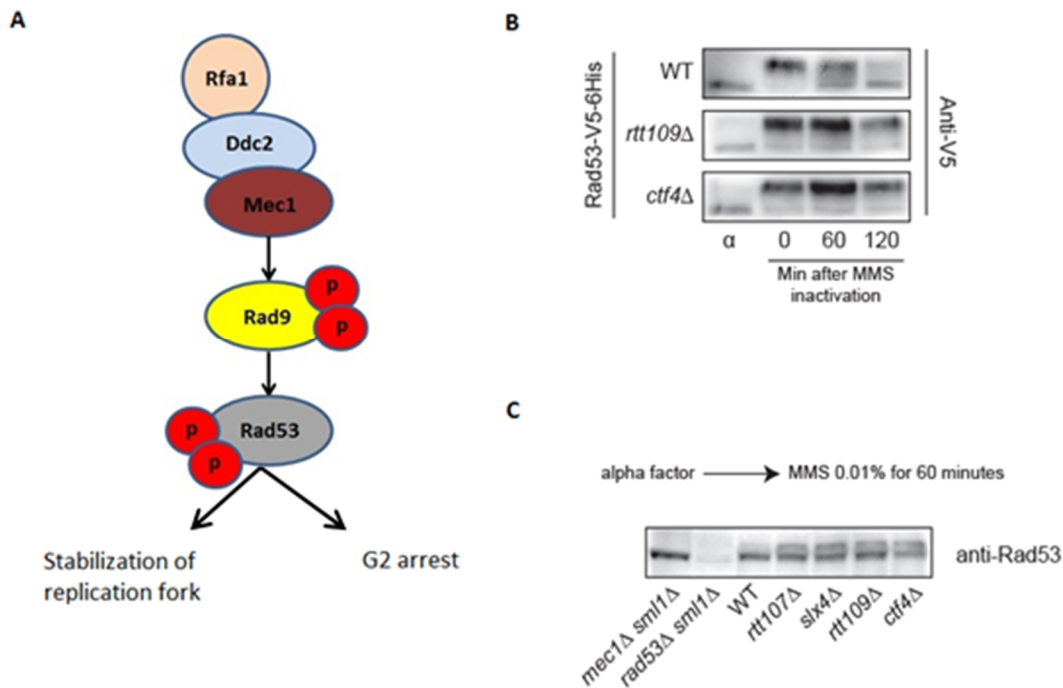 A
Rfa1
Ddc2
Mec1
P
Rad9
P
P
Rad53
P
Stabilization of
replication fork
G2 arrest
B
Rad53-V5-6His
WT
rtt109Δ
ctf4Δ
Anti-V5
α 0 60 120
Min after MMS
inactivation
C
alpha factor MMS 0.01% for 60 minutes
anti-Rad53
mec1Δ sml1Δ
rad53Δ sml1Δ
WT
rtt107Δ
slx4Δ
rtt109Δ
ctf4Δ